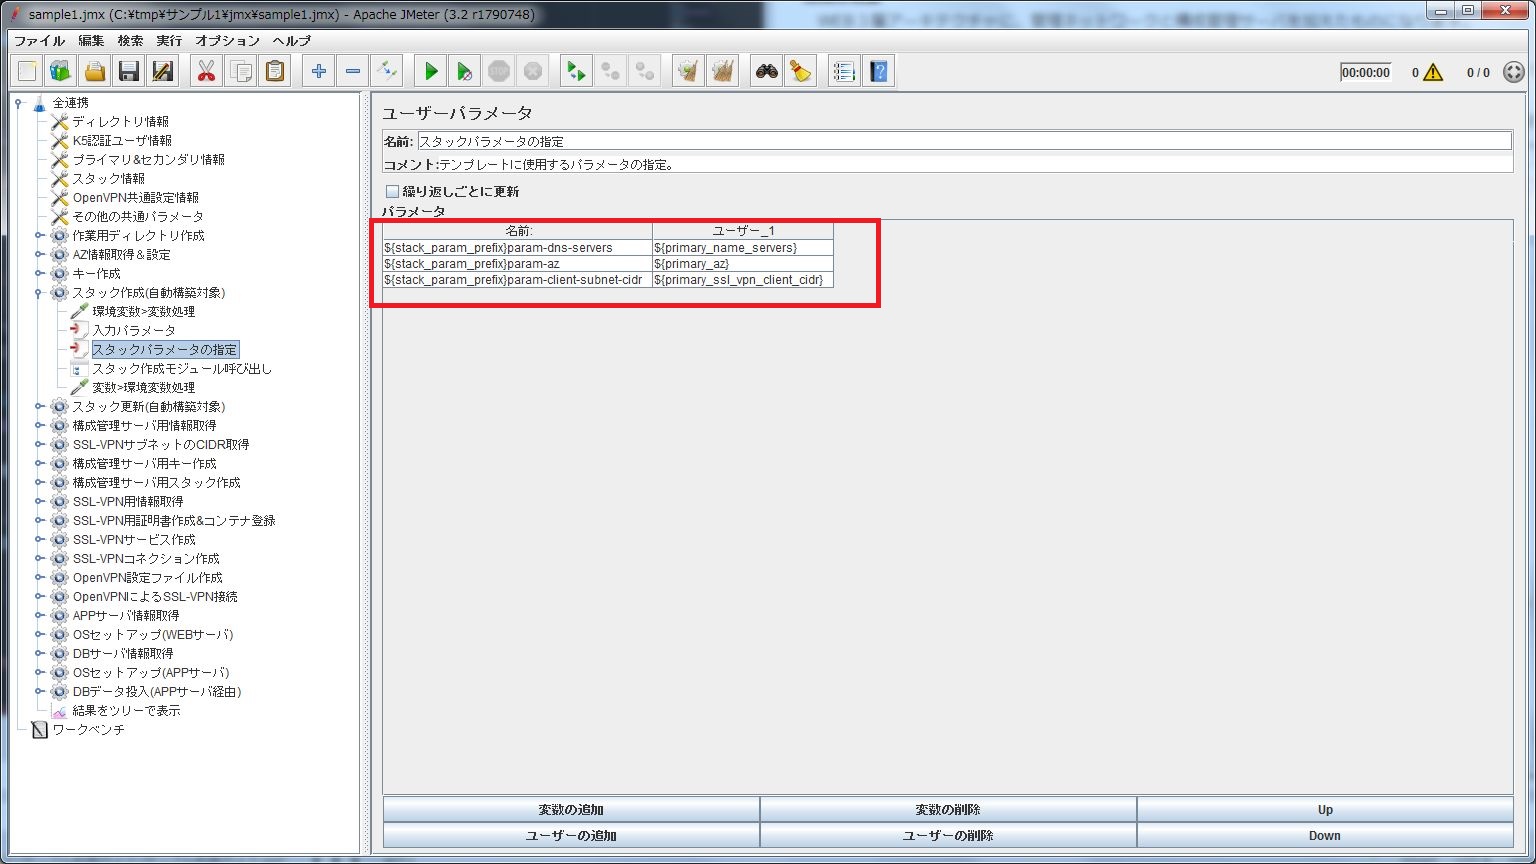 sample1.jmx (C:¥tmp¥サンプル1¥jmx¥sample1.jmx) - Apache JMeter (3.2 r1790748)
ファイル 編集 検索 実行 オプション ヘルプ
STOP
00:00:00 0 0 / 0
全連携
ディレクトリ情報
K5認証ユーザ情報
プライマリ&セカンダリ情報
スタック情報
OpenVPN共通設定情報
その他の共通パラメータ
作業用ディレクトリ作成
AZ情報取得＆設定
キー作成
スタック作成(自動構築対象)
環境変数>変数処理
入力パラメータ
スタックパラメータの指定
スタック作成モジュール呼び出し
変数>環境変数処理
スタック更新(自動構築対象)
構成管理サーバ用情報取得
SSL-VPNサブネットのCIDR取得
構成管理サーバ用キー作成
構成管理サーバ用スタック作成
SSL-VPN用情報取得
SSL-VPN用証明書作成&コンテナ登録
SSL-VPNサービス作成
SSL-VPNコネクション作成
OpenVPN設定ファイル作成
OpenVPNによるSSL-VPN接続
APPサーバ情報取得
OSセットアップ(WEBサーバ)
DBサーバ情報取得
OSセットアップ(APPサーバ)
DBデータ投入(APPサーバ経由)
結果をツリーで表示
ワークベンチ
ユーザーパラメータ
名前: スタックパラメータの指定
コメント:テンプレートに使用するパラメータの指定。
繰り返しごとに更新
パラメータ
名前: ユーザー_1
${stack_param_prefix}param-dns-servers ${primary_name_servers}
${stack_param_prefix}param-az ${primary_az}
${stack_param_prefix}param-client-subnet-cidr ${primary_ssl_vpn_client_cidr}
変数の追加 変数の削除 Up
ユーザーの追加 ユーザーの削除 Down